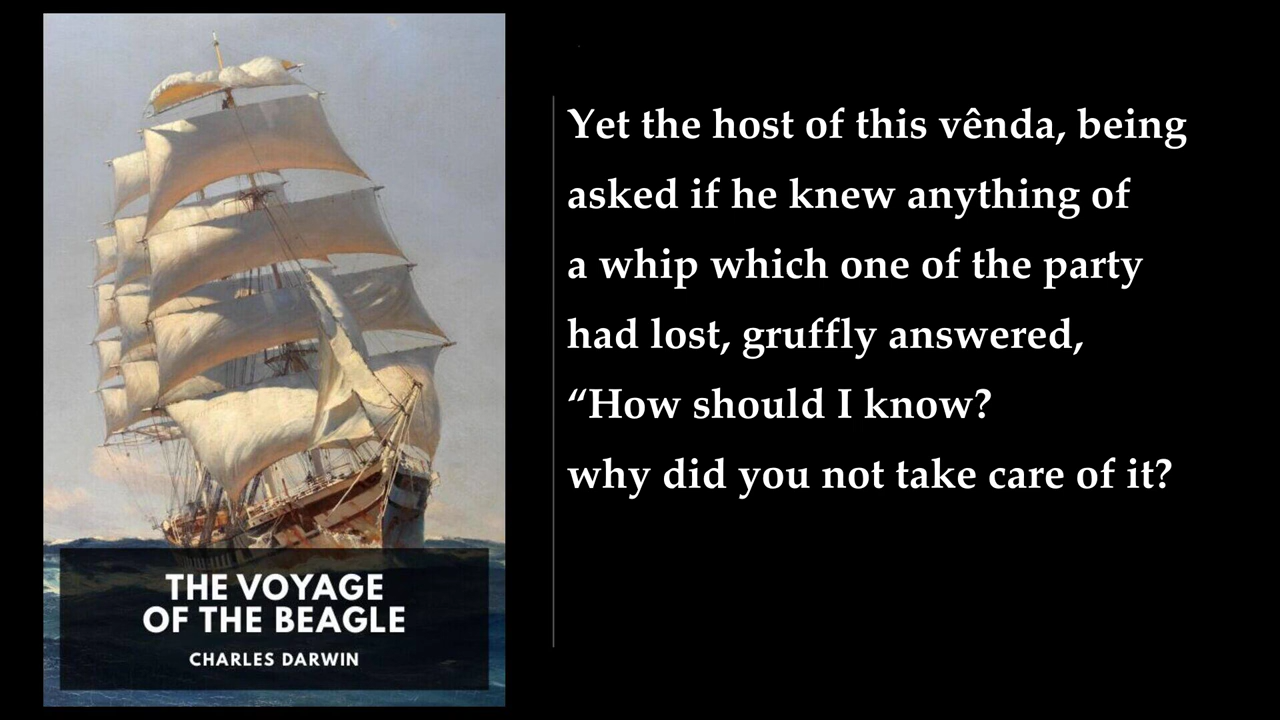 THE VOYAGE
OF THE BEAGLE
CHARLES DARWIN
Yet the host of this vênda, being
asked if he knew anything of
a whip which one of the party
had lost, gruffly answered,
“How should I know?
why did you not take care of it?